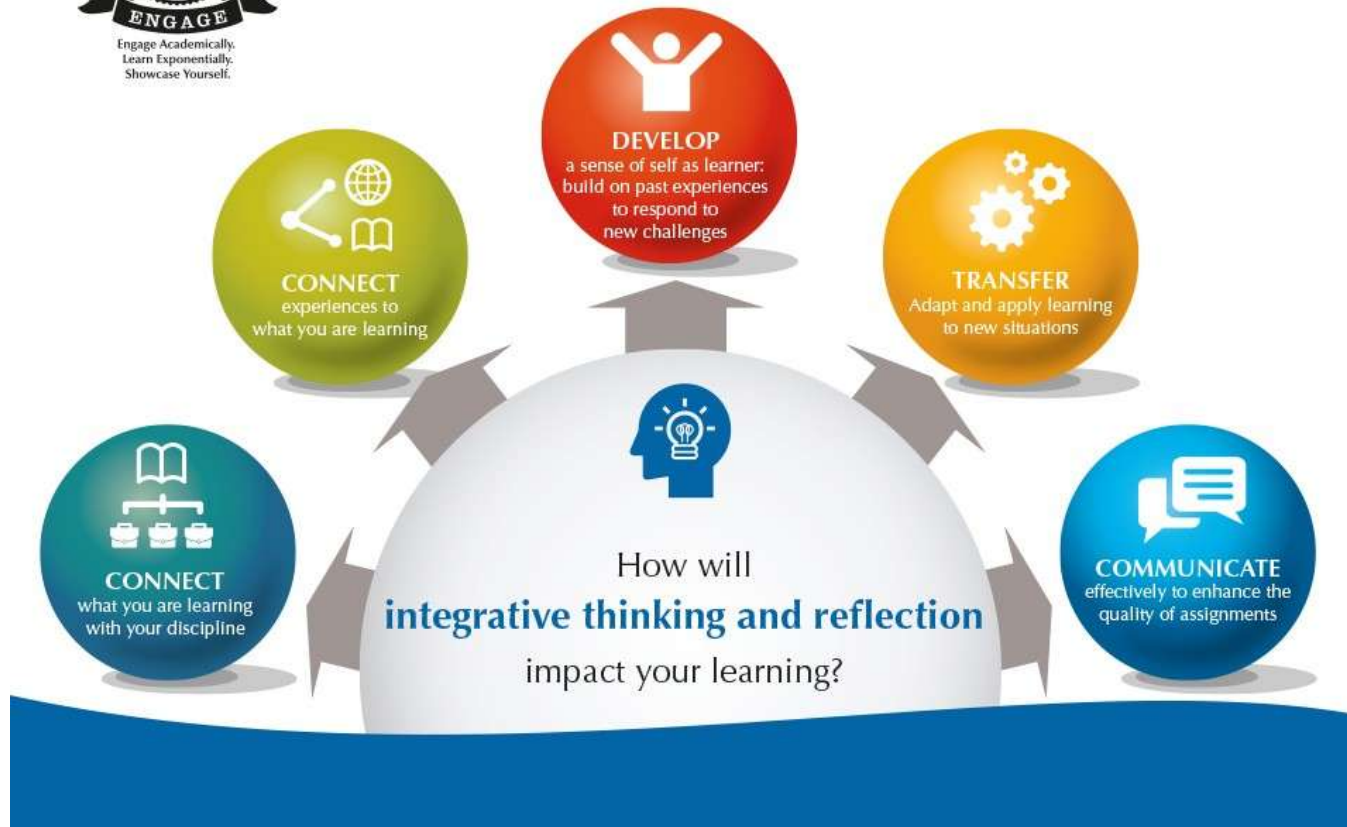 ENGAGE
Engage Academically.
Learn Exponentially.
Showcase Yourself.
DEVELOP
a sense of self as learner:
build on past experiences
to respond to
new challenges
CONNECT
experiences to
what you are learning
TRANSFER
Adapt and apply learning
to new situations
CONNECT
what you are learning
with your discipline
COMMUNICATE
effectively to enhance the
quality of assignments
How will
integrative thinking and reflection
impact your learning?